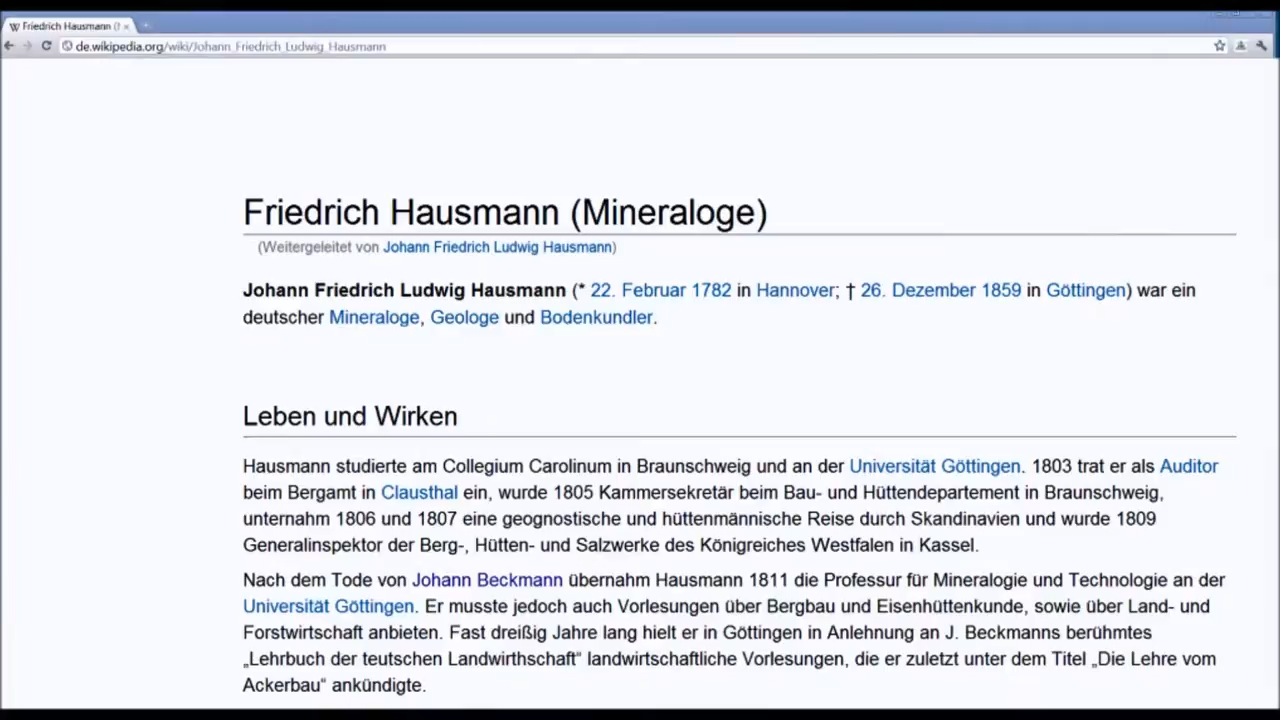 Friedrich Hausmann (
de.wikipedia.org/wiki/Johann_Friedrich_Ludwig_Hausmann
Friedrich Hausmann (Mineraloge)
(Weitergeleitet von Johann Friedrich Ludwig Hausmann)
Johann Friedrich Ludwig Hausmann (* 22. Februar 1782 in Hannover; † 26. Dezember 1859 in Göttingen) war ein
deutscher Mineraloge, Geologe und Bodenkundler.
Leben und Wirken
Hausmann studierte am Collegium Carolinum in Braunschweig und an der Universität Göttingen. 1803 trat er als Auditor
beim Bergamt in Clausthal ein, wurde 1805 Kammersekretär beim Bau- und Hüttendepartement in Braunschweig,
unternahm 1806 und 1807 eine geognostische und hüttenmännische Reise durch Skandinavien und wurde 1809
Generalinspektor der Berg-, Hütten- und Salzwerke des Königreiches Westfalen in Kassel.
Nach dem Tode von Johann Beckmann übernahm Hausmann 1811 die Professur für Mineralogie und Technologie an der
Universität Göttingen. Er musste jedoch auch Vorlesungen über Bergbau und Eisenhüttenkunde, sowie über Land- und
Forstwirtschaft anbieten. Fast dreißig Jahre lang hielt er in Göttingen in Anlehnung an J. Beckmanns berühmtes
„Lehrbuch der teutschen Landwirthschaft“ landwirtschaftliche Vorlesungen, die er zuletzt unter dem Titel „Die Lehre vom
Ackerbau“ ankündigte.